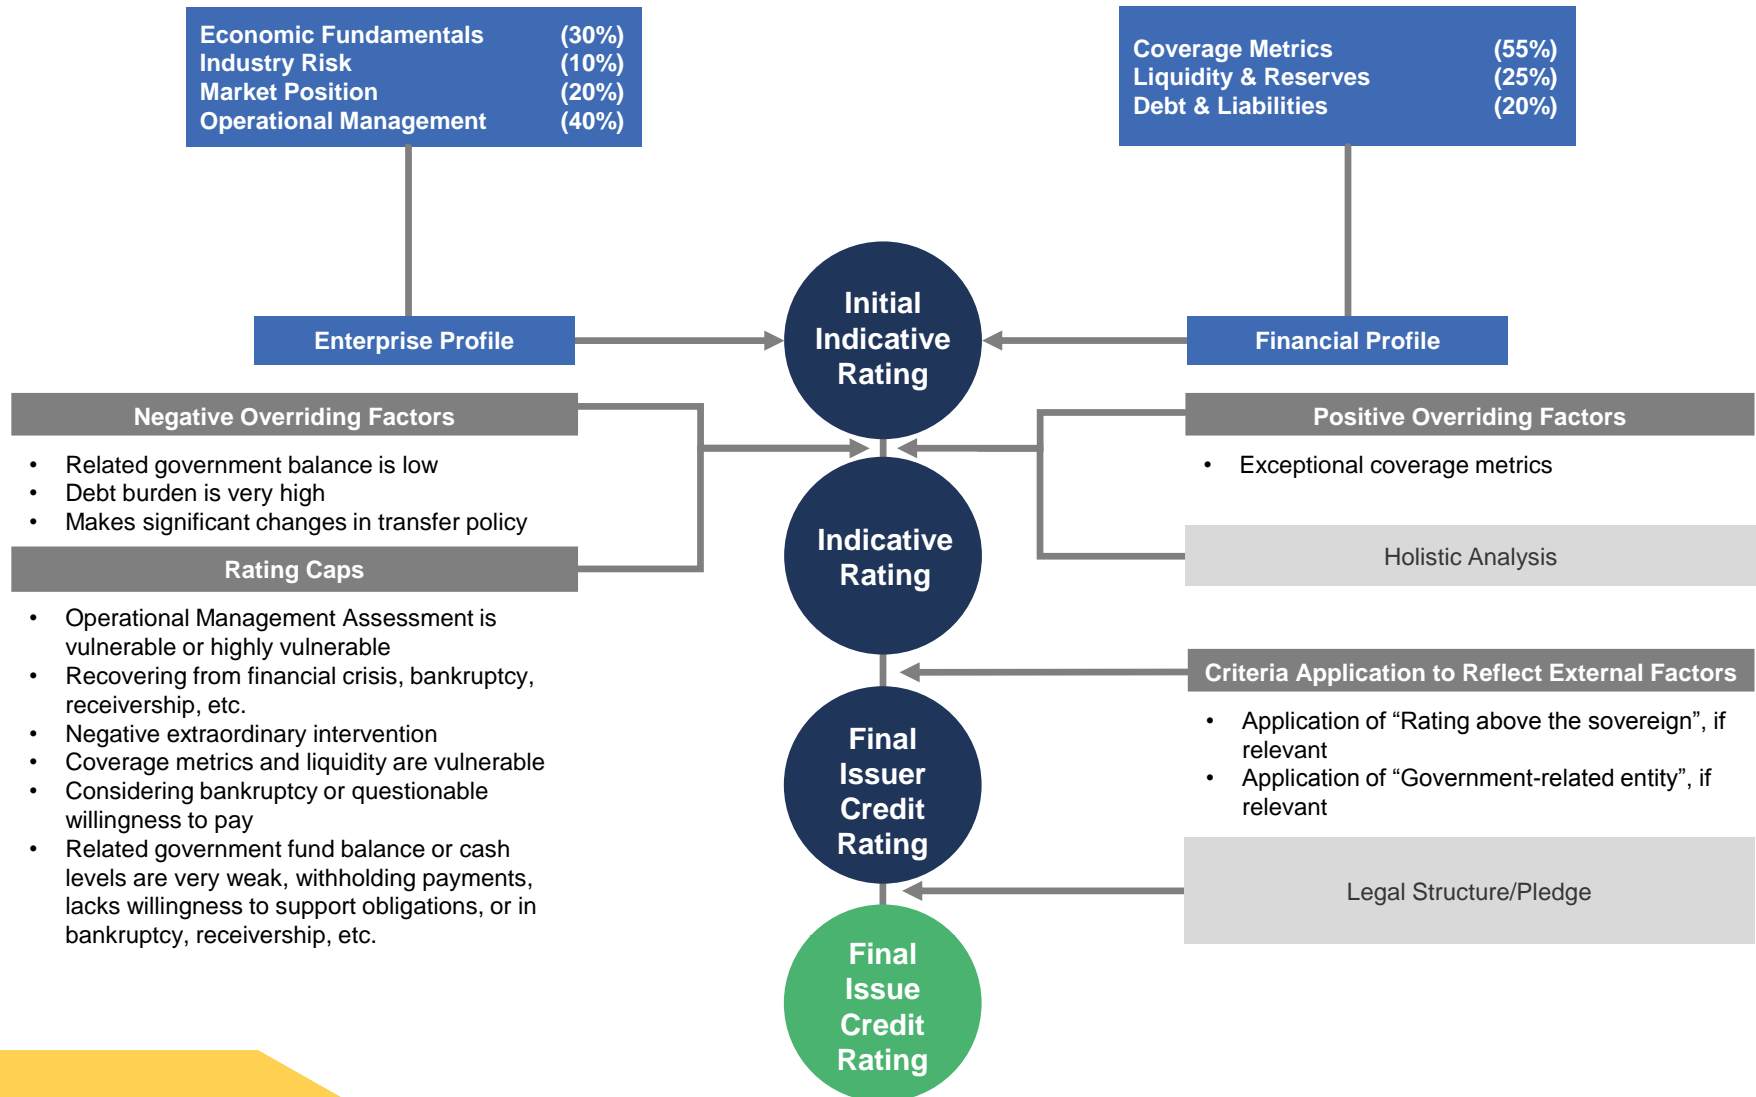 Economic Fundamentals (30%)
Industry Risk (10%)
Market Position (20%)
Operational Management (40%)
Coverage Metrics (55%)
Liquidity & Reserves (25%)
Debt & Liabilities (20%)
Enterprise Profile
Initial
Indicative
Rating
Financial Profile
Negative Overriding Factors
• Related government balance is low
• Debt burden is very high
• Makes significant changes in transfer policy
Positive Overriding Factors
• Exceptional coverage metrics
Rating Caps
• Operational Management Assessment is
vulnerable or highly vulnerable
• Recovering from financial crisis, bankruptcy,
receivership, etc.
• Negative extraordinary intervention
• Coverage metrics and liquidity are vulnerable
• Considering bankruptcy or questionable
willingness to pay
• Related government fund balance or cash
levels are very weak, withholding payments,
lacks willingness to support obligations, or in
bankruptcy, receivership, etc.
Indicative
Rating
Holistic Analysis
Criteria Application to Reflect External Factors
• Application of “Rating above the sovereign”, if
relevant
• Application of “Government-related entity”, if
relevant
Final
Issuer
Credit
Rating
Legal Structure/Pledge
Final
Issue
Credit
Rating